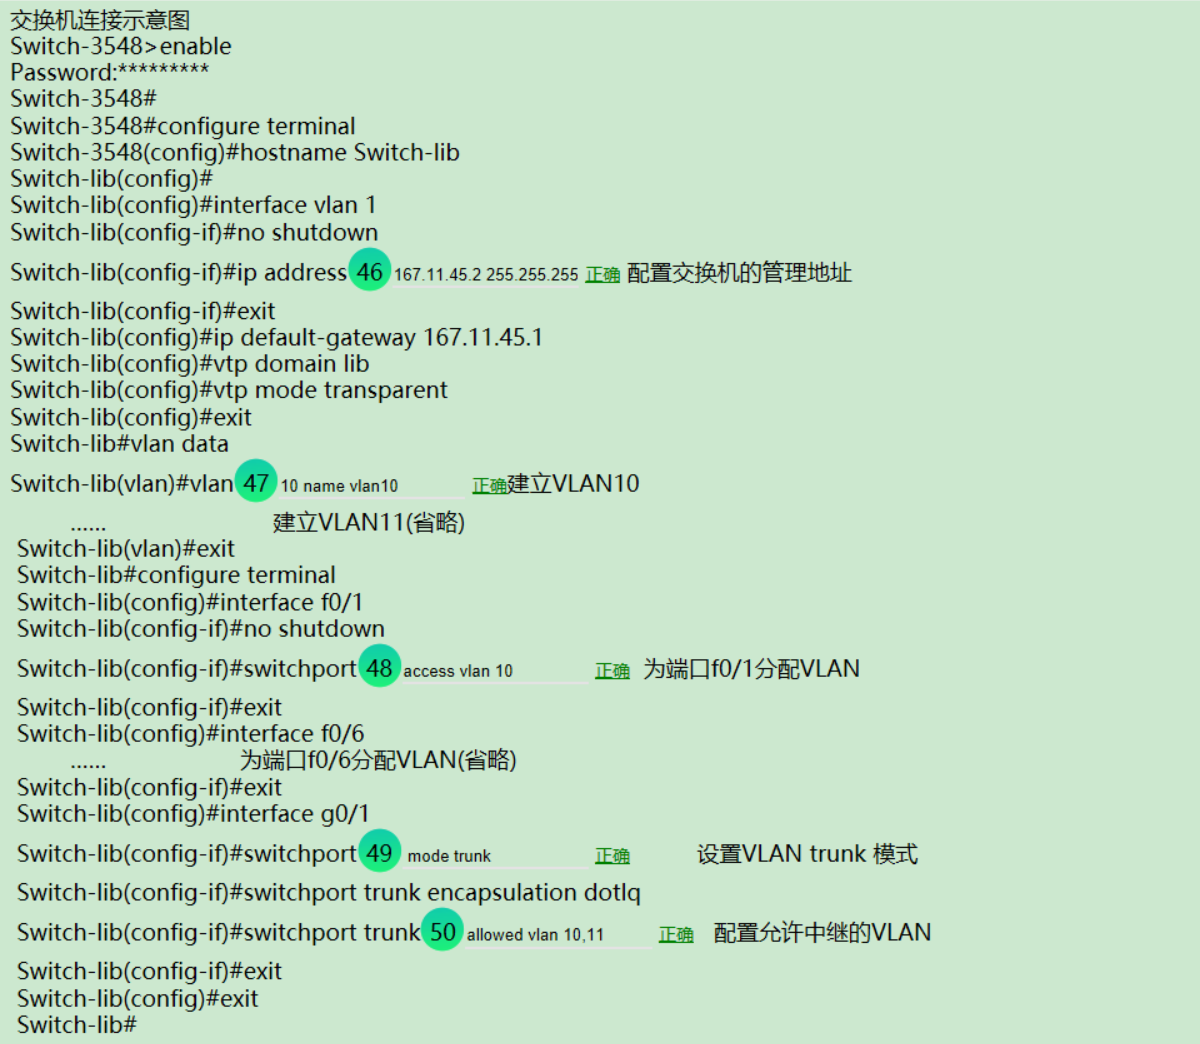 交换机连接示意图
Switch-3548>enable
Password:*********
Switch-3548#
Switch-3548#configure terminal
Switch-3548(config)#hostname Switch-lib
Switch-lib(config)#
Switch-lib(config)#interface vlan 1
Switch-lib(config-if)#no shutdown
Switch-lib(config-if)#ip address 46 167.11.45.2 255.255.255 正确 配置交换机的管理地址
Switch-lib(config-if)#exit
Switch-lib(config)#ip default-gateway 167.11.45.1
Switch-lib(config)#vtp domain lib
Switch-lib(config)#vtp mode transparent
Switch-lib(config)#exit
Switch-lib#vlan data
Switch-lib(vlan)#vlan 47 10 name vlan10 正确建立VLAN10
...... 建立VLAN11(省略)
Switch-lib(vlan)#exit
Switch-lib#configure terminal
Switch-lib(config)#interface f0/1
Switch-lib(config-if)#no shutdown
Switch-lib(config-if)#switchport 48 access vlan 10 正确 为端口f0/1分配VLAN
Switch-lib(config-if)#exit
Switch-lib(config)#interface f0/6
...... 为端口f0/6分配VLAN(省略)
Switch-lib(config-if)#exit
Switch-lib(config)#interface g0/1
Switch-lib(config-if)#switchport 49 mode trunk 正确 设置VLAN trunk 模式
Switch-lib(config-if)#switchport trunk encapsulation dotlq
Switch-lib(config-if)#switchport trunk 50 allowed vlan 10,11 正确 配置允许中继的VLAN
Switch-lib(config-if)#exit
Switch-lib(config)#exit
Switch-lib#